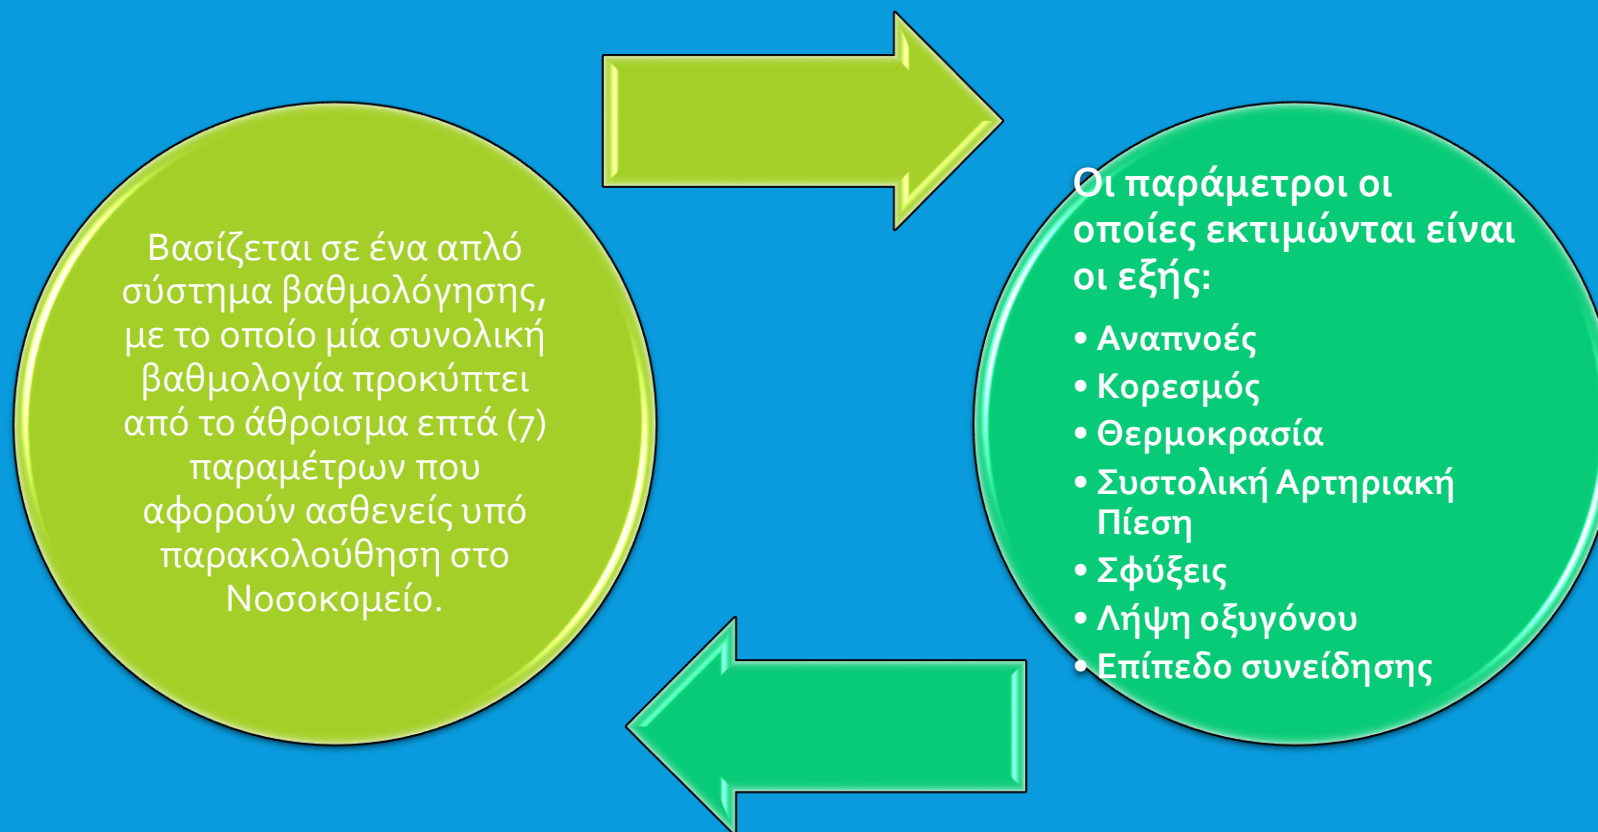 Βασίζεται σε ένα απλό
σύστημα βαθμολόγησης,
με το οποίο μία συνολική
βαθμολογία προκύπτει
από το άθροισμα επτά (7)
παραμέτρων που
αφορούν ασθενείς υπό
παρακολούθηση στο
Νοσοκομείο.
Οι παράμετροι οι
οποίες εκτιμώνται είναι
οι εξής:
• Αναπνοές
• Κορεσμός
• Θερμοκρασία
• Συστολική Αρτηριακή
Πίεση
• Σφύξεις
• Λήψη οξυγόνου
• Επίπεδο συνείδησης